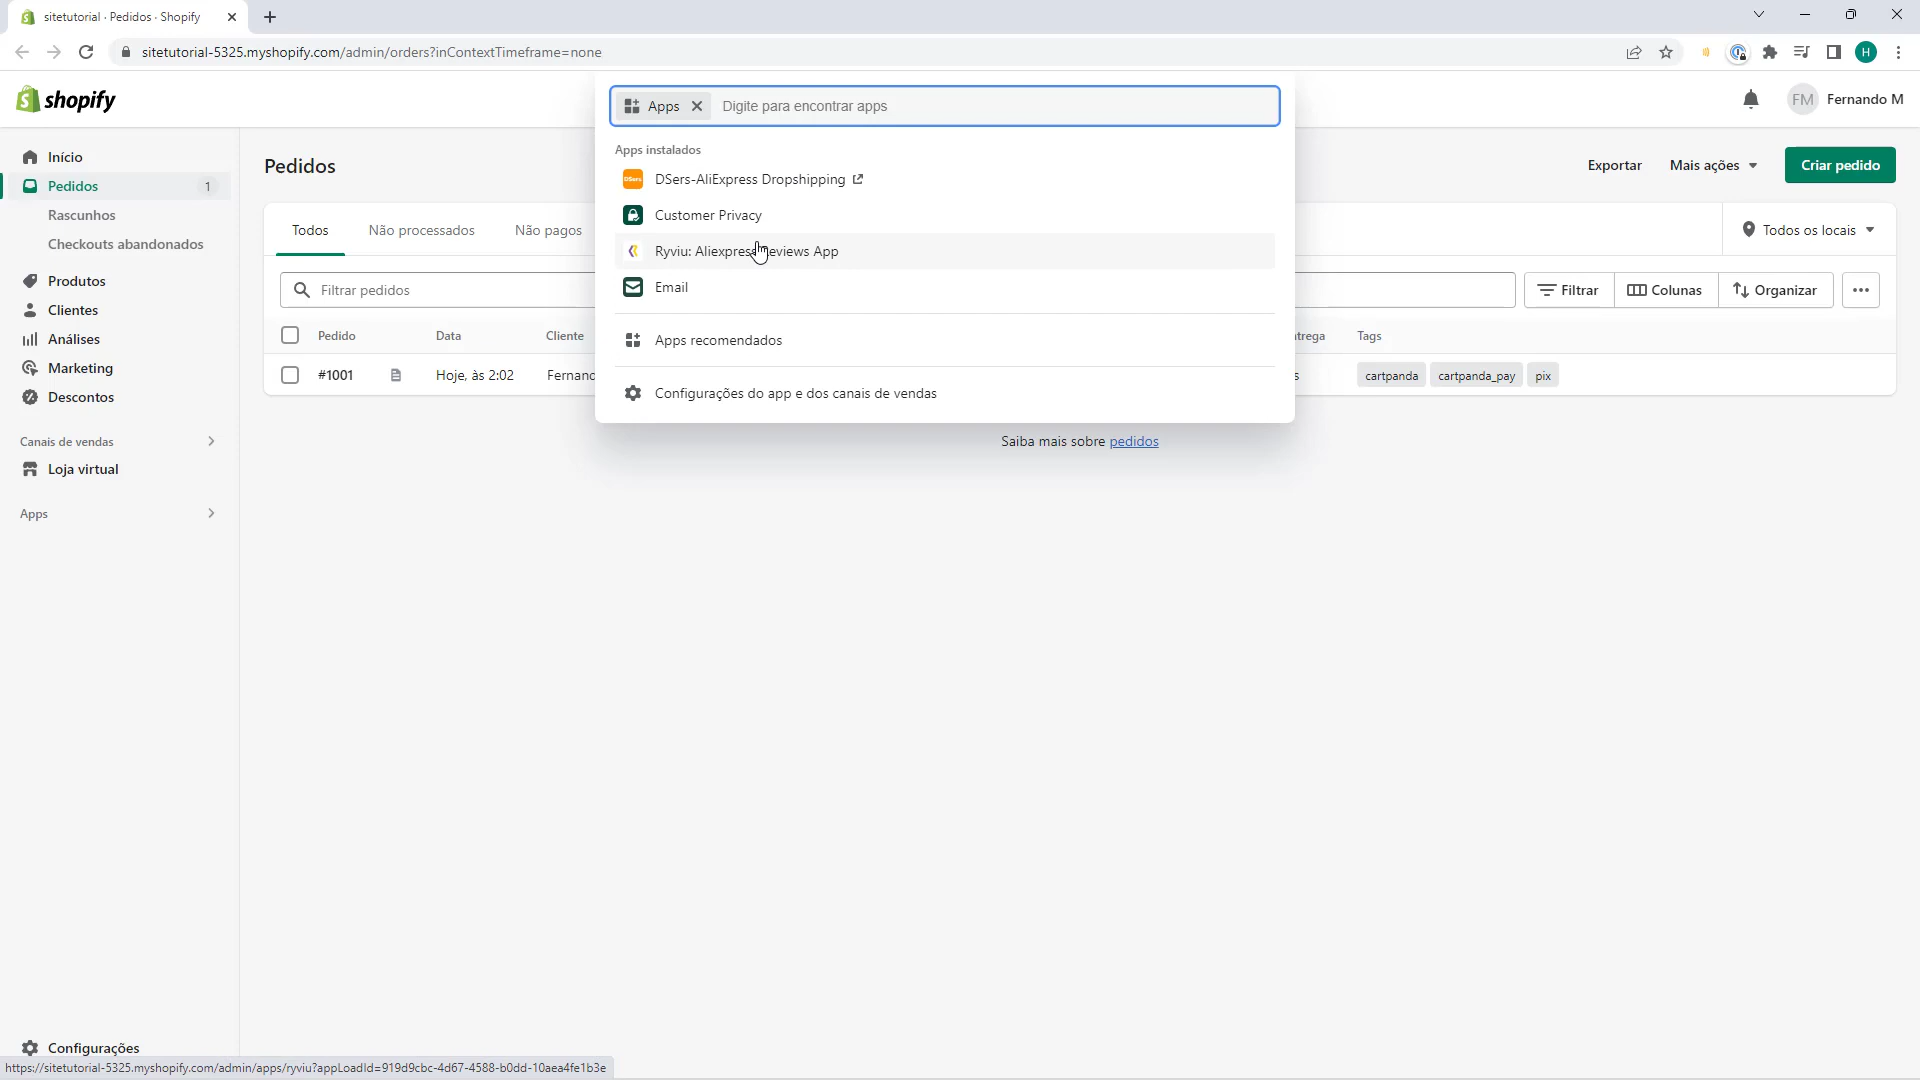 sitetutorial · Pedidos · Shopify
sitetutorial-5325.myshopify.com/admin/orders?inContextTimeframe=none
H
shopify
Apps
Digite para encontrar apps
FM
Fernando M
Início
Pedidos 1
Rascunhos
Checkouts abandonados
Produtos
Clientes
Análises
Marketing
Descontos
Canais de vendas
Loja virtual
Apps
Configurações
Pedidos
Exportar
Mais ações
Criar pedido
Todos
Não processados
Não pagos
Todos os locais
Filtrar pedidos
Filtrar
Colunas
Organizar
Pedido Data Cliente Tags
#1001 Hoje, às 2:02 cartpanda cartpanda_pay pix
Apps instalados
DSers
DSers-AliExpress Dropshipping
Customer Privacy
Ryviu: Aliexpress eviews App
Email
Apps recomendados
Configurações do app e dos canais de vendas
Saiba mais sobre pedidos
https://sitetutorial-5325.myshopify.com/admin/apps/ryviu?appLoadId=919d9cbc-4d67-4588-b0dd-10aea4fe1b3e